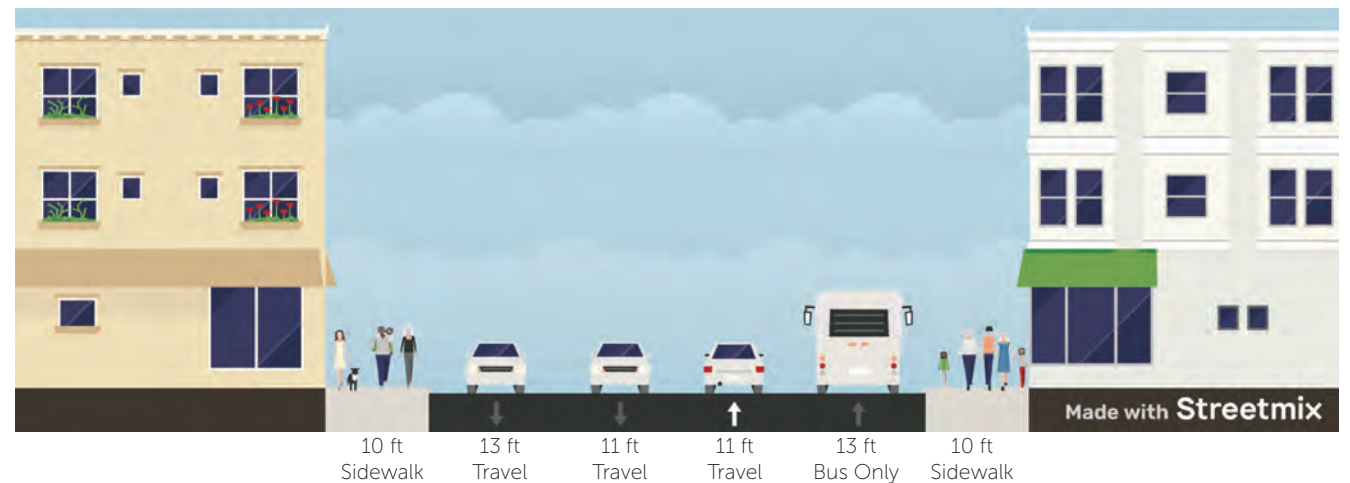 Made with Streetmix
10 ft
Sidewalk
13 ft
Travel
11 ft
Travel
11 ft
Travel
13 ft
Bus Only
10 ft
Sidewalk